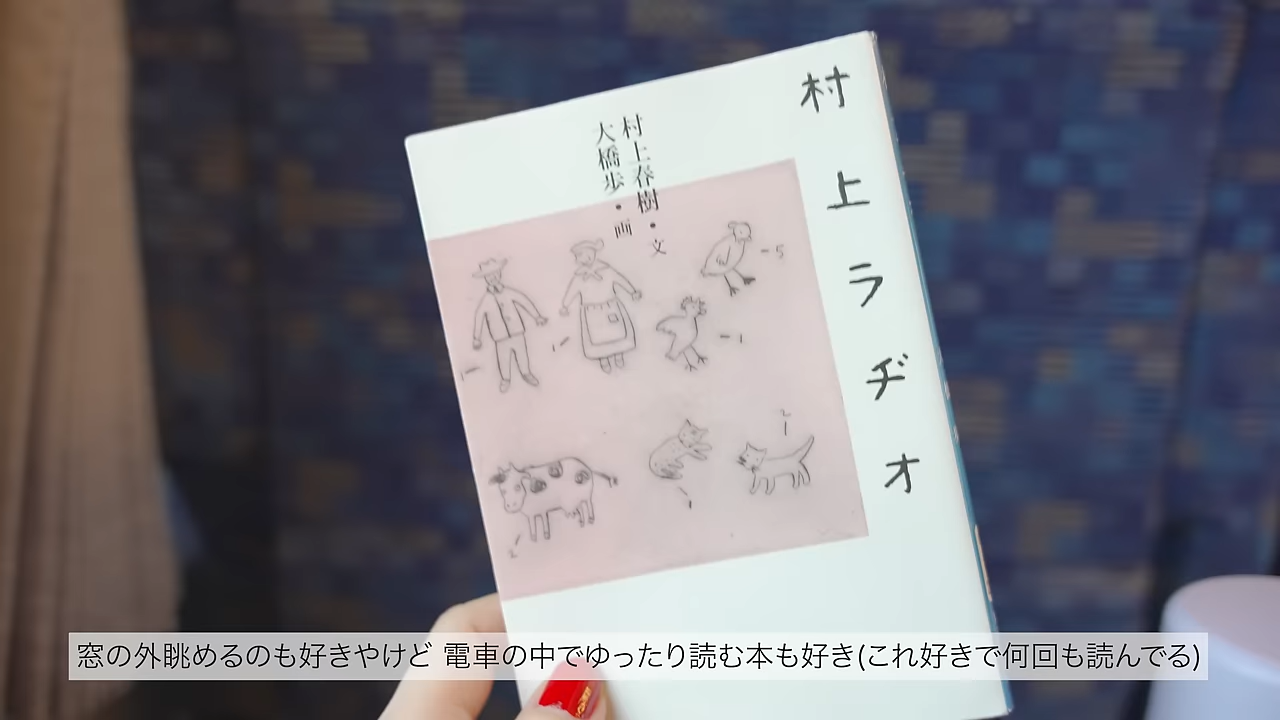 村上ラヂオ
村上春樹・文
大橋歩・画
窓の外眺めるのも好きやけど 電車の中でゆったり読む本も好き(これ好きで何回も読んでる)